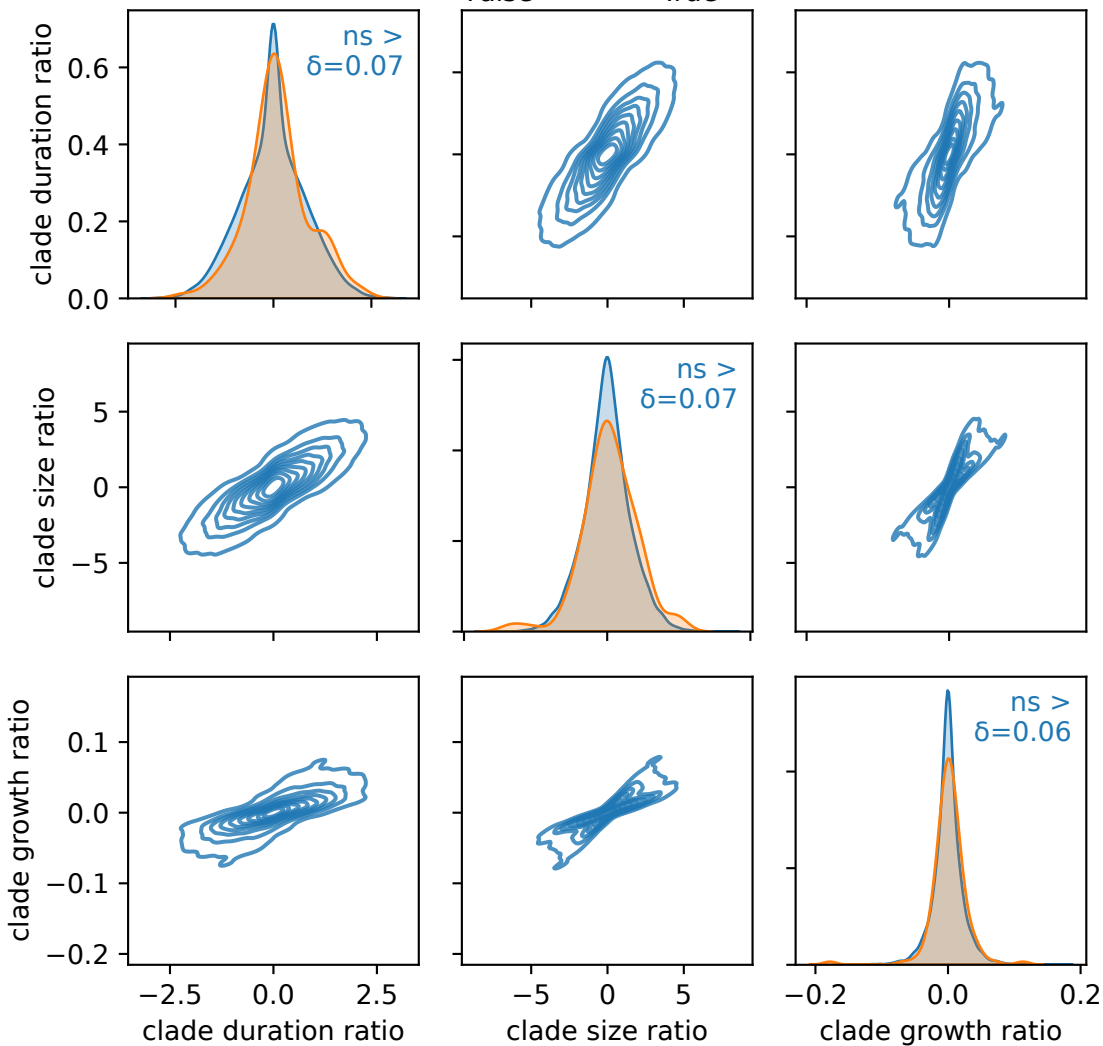 ns >
δ=0.07
clade duration ratio
0.6
0.4
0.2
0.0
ns >
δ=0.07
clade size ratio
5
0
−5
ns >
δ=0.06
clade growth ratio
0.1
0.0
−0.1
−0.2
−2.5 0.0 2.5
−5 0 5
−0.2 0.0 0.2
clade duration ratio
clade size ratio
clade growth ratio